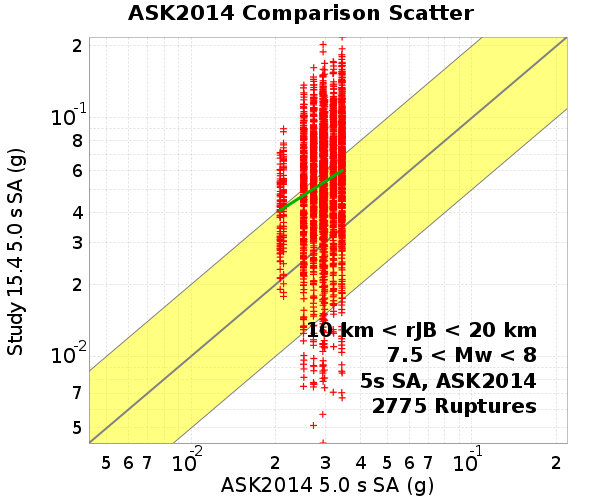 ASK2014 Comparison Scatter
2
10-1
8
6
4
3
2
10-2
7
5
Study 15.4 5.0 s SA (g)
10 km < rJB < 20 km
7.5 < Mw < 8
5s SA, ASK2014
2775 Ruptures
5 6 7 10-2 2 3 4 5 6 7 10-1 2
ASK2014 5.0 s SA (g)